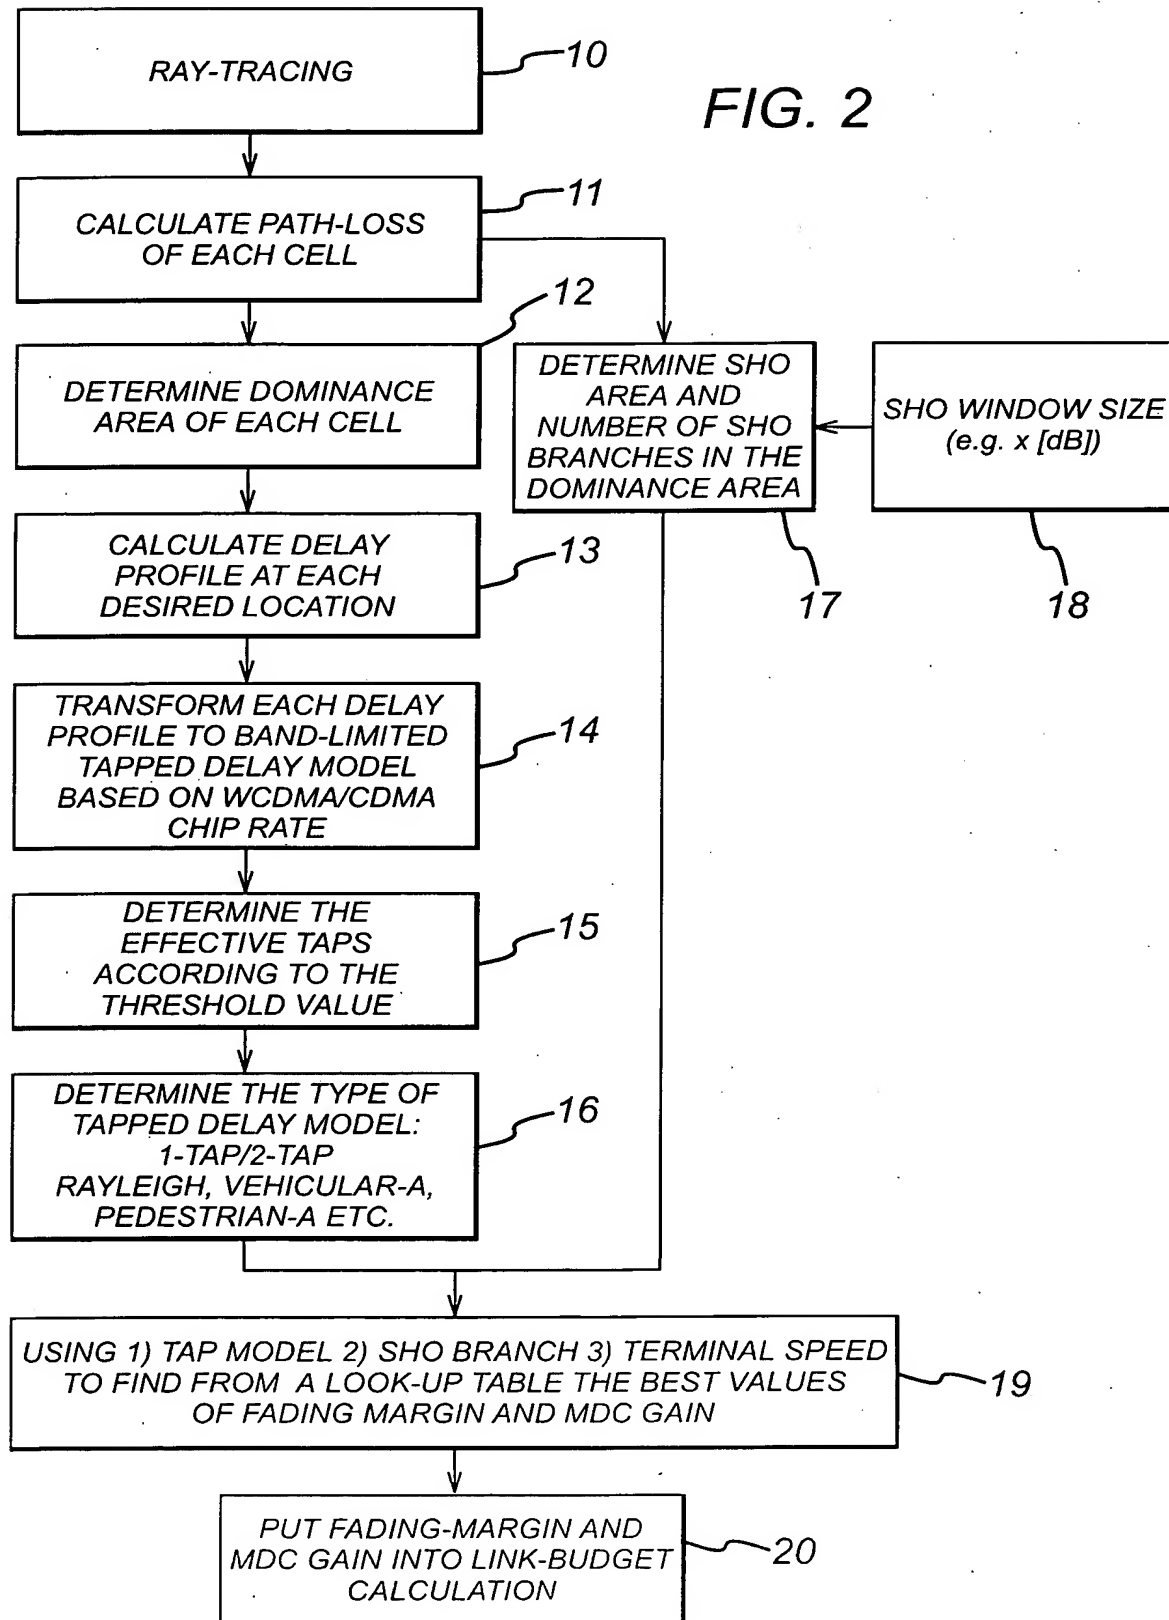 RAY-TRACING
10
FIG. 2
CALCULATE PATH-LOSS
OF EACH CELL
11
DETERMINE DOMINANCE
AREA OF EACH CELL
12
DETERMINE SHO
AREA AND
NUMBER OF SHO
BRANCHES IN THE
DOMINANCE AREA
17
SHO WINDOW SIZE
(e.g. x [dB])
18
CALCULATE DELAY
PROFILE AT EACH
DESIRED LOCATION
13
TRANSFORM EACH DELAY
PROFILE TO BAND-LIMITED
TAPPED DELAY MODEL
BASED ON WCDMA/CDMA
CHIP RATE
14
DETERMINE THE
EFFECTIVE TAPS
ACCORDING TO THE
THRESHOLD VALUE
15
DETERMINE THE TYPE OF
TAPPED DELAY MODEL:
1-TAP/2-TAP
RAYLEIGH, VEHICULAR-A,
PEDESTRIAN-A ETC.
16
USING 1) TAP MODEL 2) SHO BRANCH 3) TERMINAL SPEED
TO FIND FROM A LOOK-UP TABLE THE BEST VALUES
OF FADING MARGIN AND MDC GAIN
19
PUT FADING-MARGIN AND
MDC GAIN INTO LINK-BUDGET
CALCULATION
20